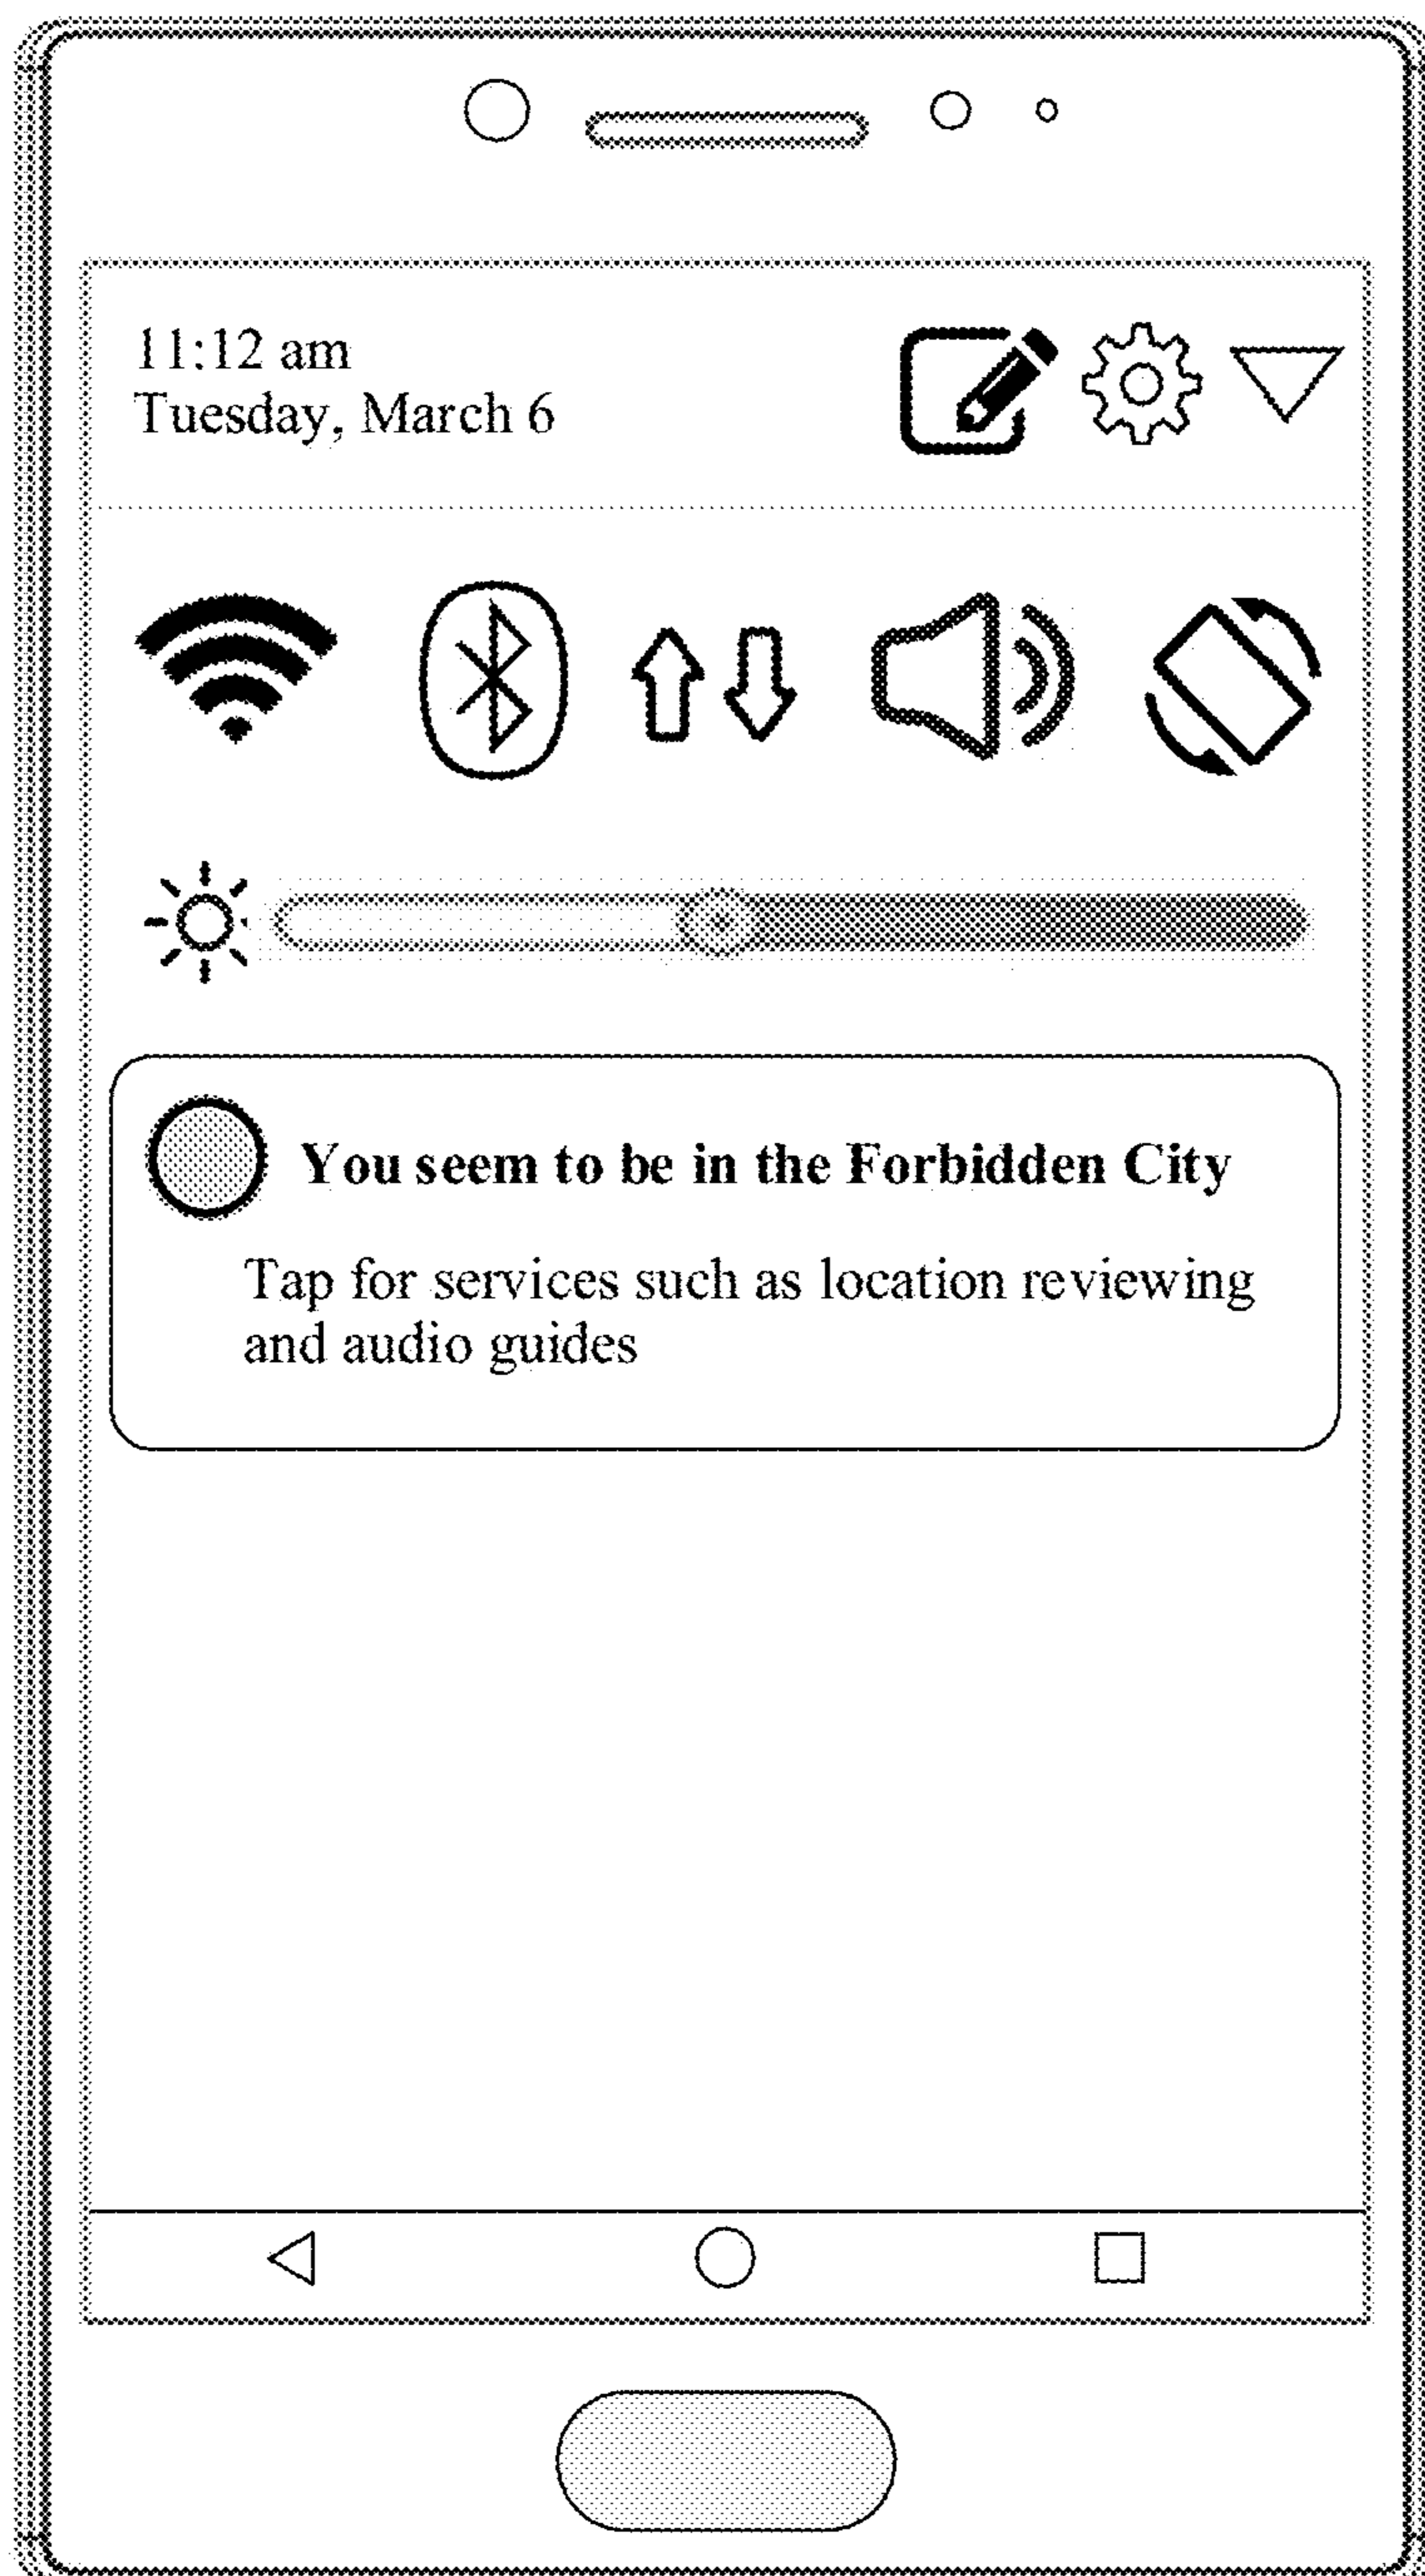 11:12 am
Tuesday, March 6
You seem to be in the Forbidden City
Tap for services such as location reviewing
and audio guides